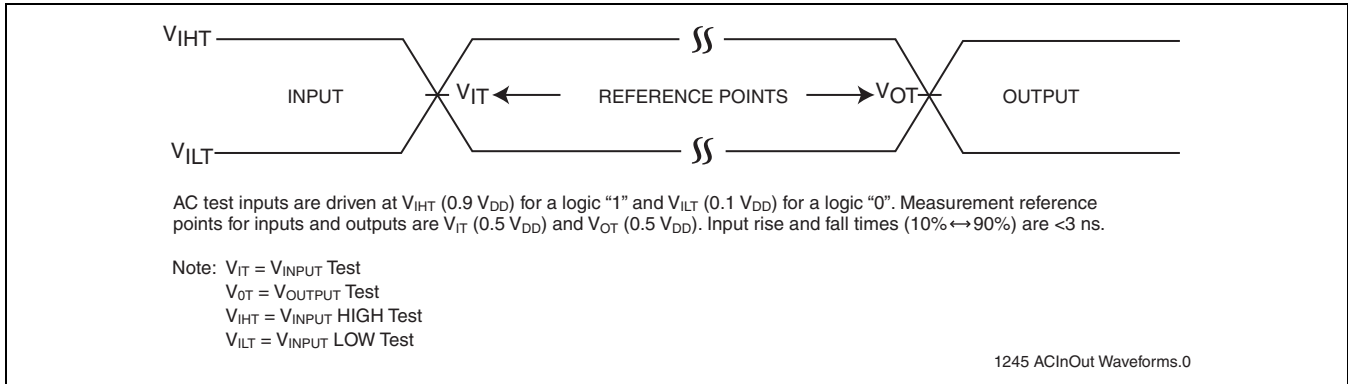 VIHT
INPUT VIT REFERENCE POINTS VOT OUTPUT
VILT
AC test inputs are driven at VIHT (0.9 VDD) for a logic “1” and VILT (0.1 VDD) for a logic “0”. Measurement reference
points for inputs and outputs are VIT (0.5 VDD) and VOT (0.5 VDD). Input rise and fall times (10%↔90%) are <3 ns.
Note: VIT = VINPUT Test
V0T = VOUTPUT Test
VIHT = VINPUT HIGH Test
VILT = VINPUT LOW Test
1245 ACInOut Waveforms.0